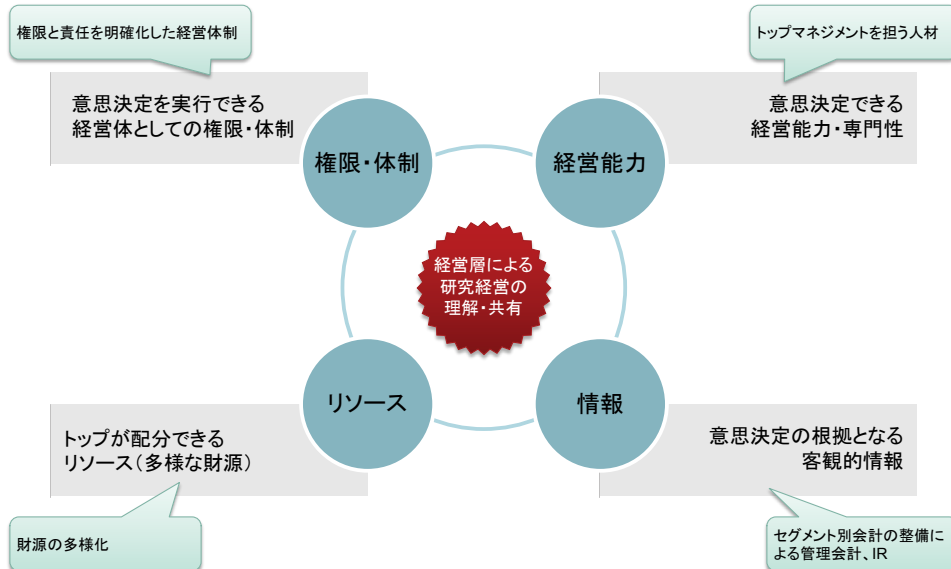 権限と責任を明確化した経営体制
トップマネジメントを担う人材
意思決定を実行できる
経営体としての権限・体制
権限・体制
経営能力
意思決定できる
経営能力・専門性
経営層による
研究経営の
理解・共有
トップが配分できる
リソース(多様な財源)
リソース
情報
意思決定の根拠となる
客観的情報
財源の多様化
セグメント別会計の整備に
よる管理会計、IR